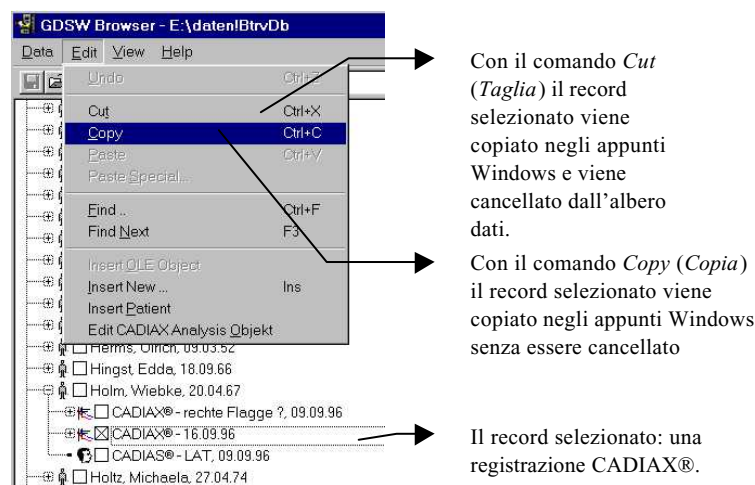 GDSW Browser - E:\daten!BtrvDb
Data Edit View Help
Undo Ctrl+Z
Cut Ctrl+X
Copy Ctrl+C
Paste Ctrl+V
Paste Special...
Find .. Ctrl+F
Find Next F3
Insert OLE Object
Insert New ... Ins
Insert Patient
Edit CADIAX Analysis Objekt
Herms, Ulrich, 09.03.52
Hingst, Edda, 18.09.66
Holm, Wiebke, 20.04.67
CADIAX® - rechte Flagge ?, 09.09.96
CADIAX® - 16.09.96
CADIAS® - LAT, 09.09.96
Holtz, Michaela, 27.04.74
Con il comando Cut
(Taglia) il record
selezionato viene
copiato negli appunti
Windows e viene
cancellato dall'albero
dati.
Con il comando Copy (Copia)
il record selezionato viene
copiato negli appunti Windows
senza essere cancellato
Il record selezionato: una
registrazione CADIAX®.